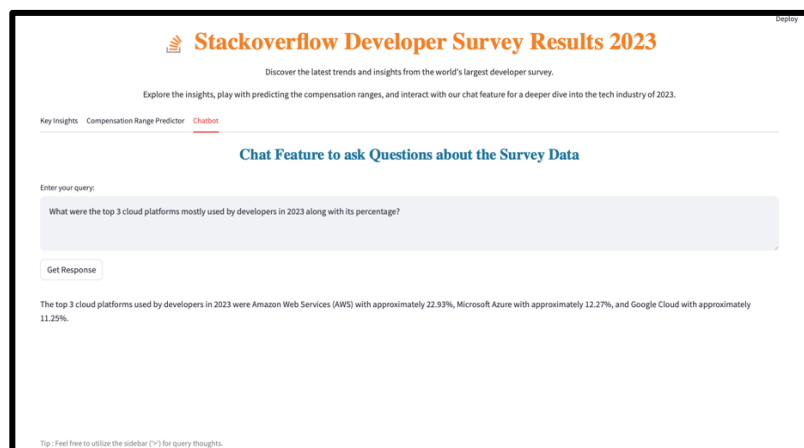 Deploy
Stackoverflow Developer Survey Results 2023
Discover the latest trends and insights from the world's largest developer survey.
Explore the insights, play with predicting the compensation ranges, and interact with our chat feature for a deeper dive into the tech industry of 2023.
Key Insights Compensation Range Predictor Chatbot
Chat Feature to ask Questions about the Survey Data
Enter your query:
What were the top 3 cloud platforms mostly used by developers in 2023 along with its percentage?
Get Response
The top 3 cloud platforms used by developers in 2023 were Amazon Web Services (AWS) with approximately 22.93%, Microsoft Azure with approximately 12.27%, and Google Cloud with approximately
11.25%.
Tip : Feel free to utilize the sidebar ('>') for query thoughts.